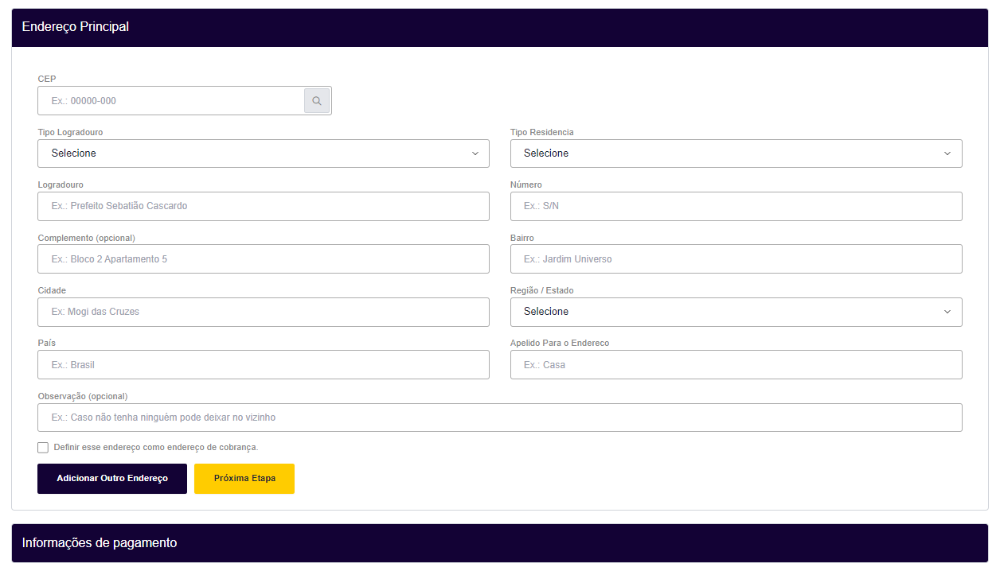 Endereço Principal
CEP
Ex.: 00000-000
Tipo Logradouro
Selecione
Tipo Residencia
Selecione
Logradouro
Ex.: Prefeito Sebatião Cascardo
Número
Ex.: S/N
Complemento (opcional)
Ex.: Bloco 2 Apartamento 5
Bairro
Ex.: Jardim Universo
Cidade
Ex: Mogi das Cruzes
Região / Estado
Selecione
País
Ex.: Brasil
Apelido Para o Endereco
Ex.: Casa
Observação (opcional)
Ex.: Caso não tenha ninguém pode deixar no vizinho
Definir esse endereço como endereço de cobrança.
Adicionar Outro Endereço
Próxima Etapa
Informações de pagamento